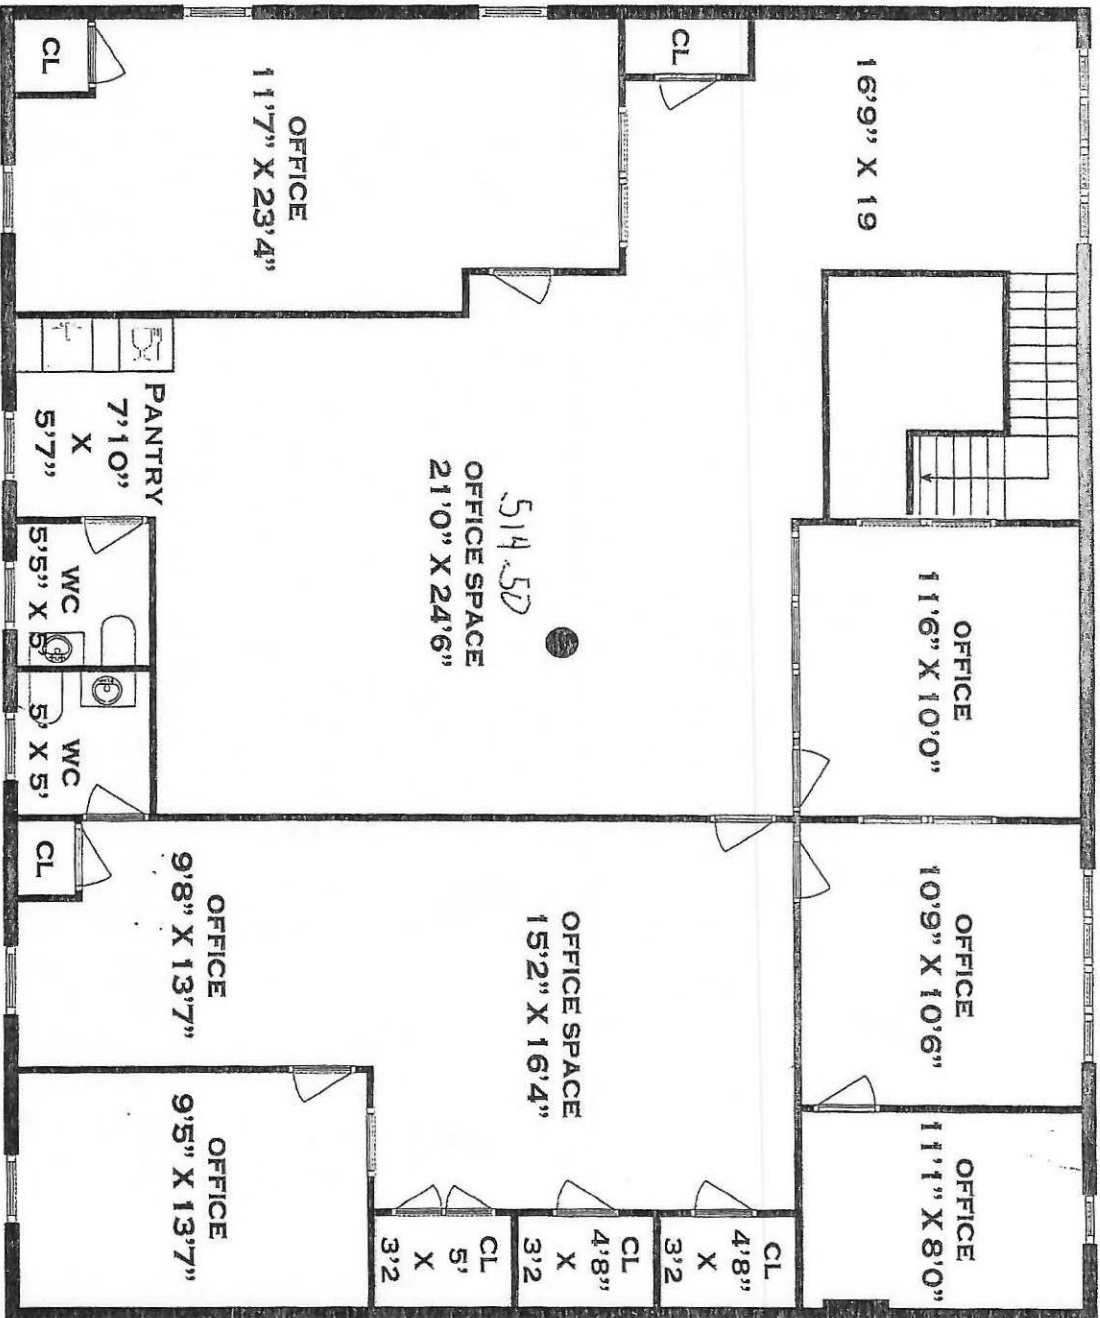 16'9" X 19
OFFICE
11'6" X 10'0"
OFFICE
10'9" X 10'6"
OFFICE
11'1" X 8'0"
CL
CL
4'8"
X
3'2
CL
4'8"
X
3'2
CL
5'
X
3'2
OFFICE SPACE
15'2" X 16'4"
514.50
OFFICE SPACE
21'0" X 24'6"
OFFICE
11'7" X 23'4"
OFFICE
9'8" X 13'7"
OFFICE
9'5" X 13'7"
PANTRY
7'10"
X
5'7"
WC
5'5" X 5'
WC
5' X 5'
CL
CL